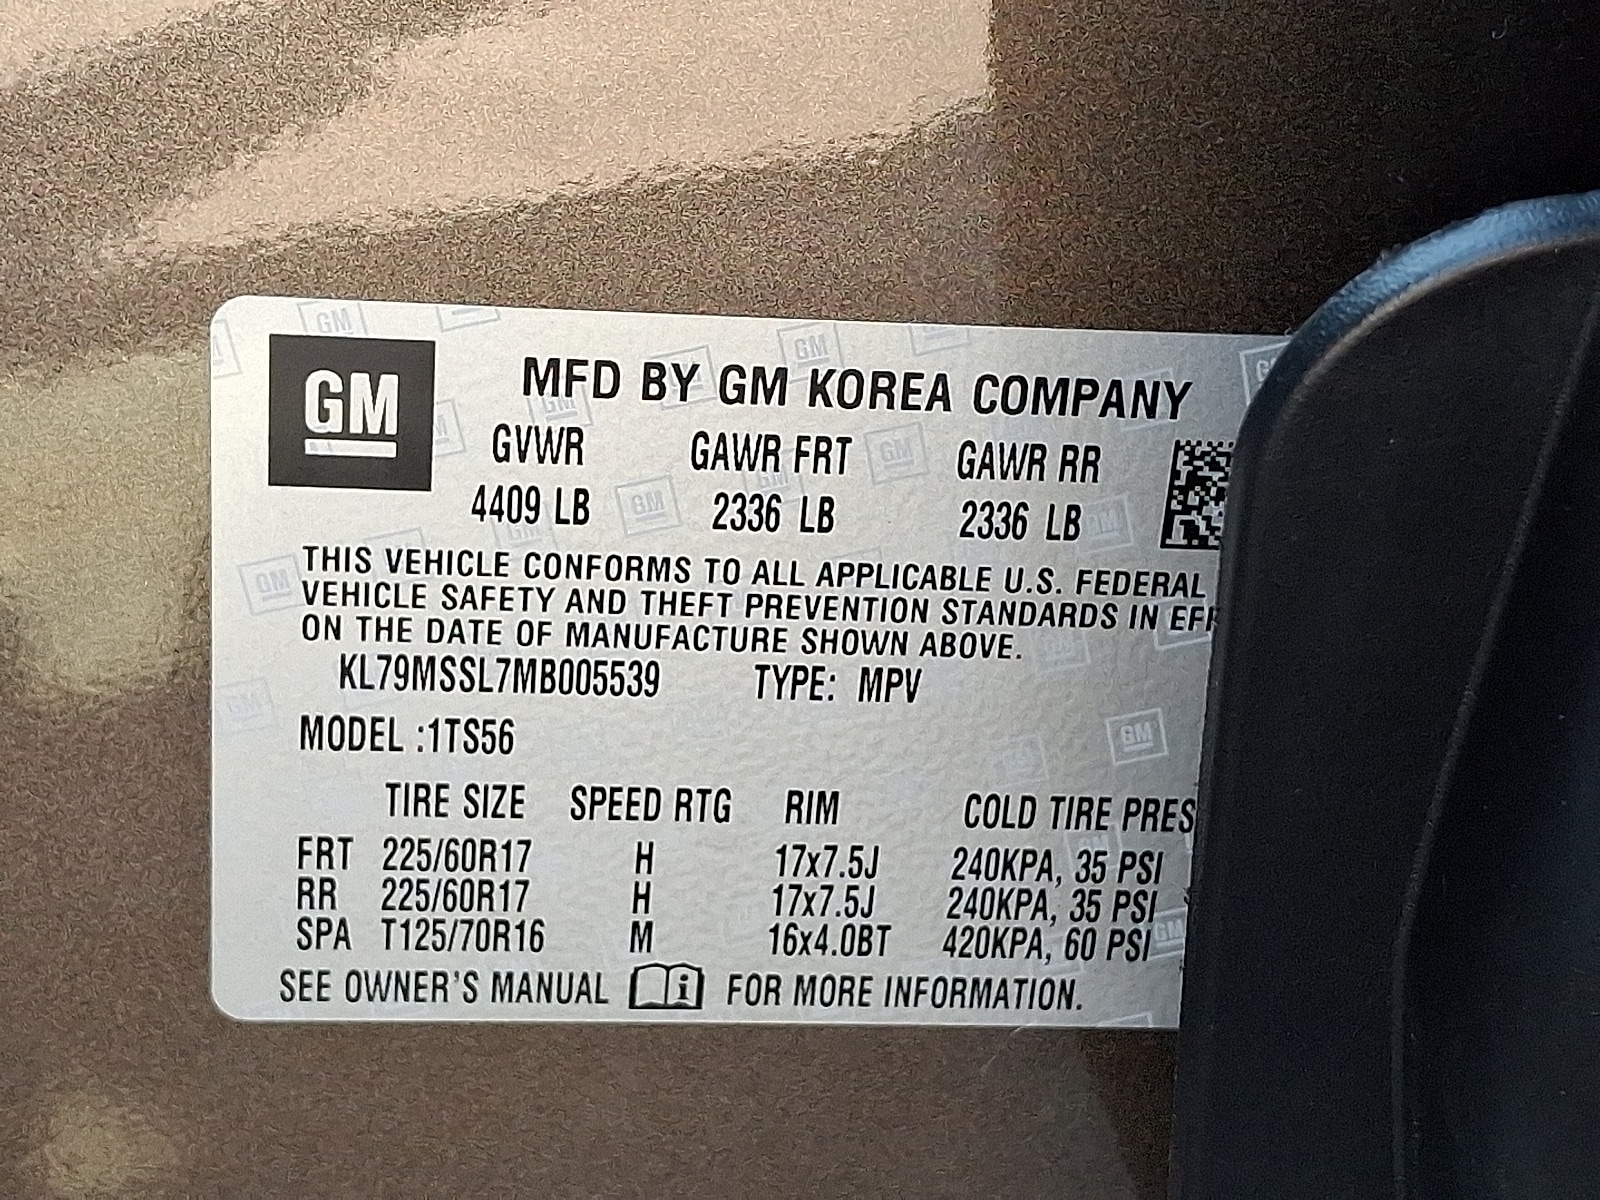 GM
MFD BY GM KOREA COMPANY
GVWR GAWR FRT GAWR RR
4409 LB 2336 LB 2336 LB
THIS VEHICLE CONFORMS TO ALL APPLICABLE U.S. FEDERAL
VEHICLE SAFETY AND THEFT PREVENTION STANDARDS IN EFF
ON THE DATE OF MANUFACTURE SHOWN ABOVE.
KL79MSSL7MB005539 TYPE: MPV
MODEL :1TS56
TIRE SIZE SPEED RTG RIM COLD TIRE PRES
FRT 225/60R17 H 17x7.5J 240KPA, 35 PSI
RR 225/60R17 H 17x7.5J 240KPA, 35 PSI
SPA T125/70R16 M 16x4.0BT 420KPA, 60 PSI
SEE OWNER'S MANUAL i FOR MORE INFORMATION.